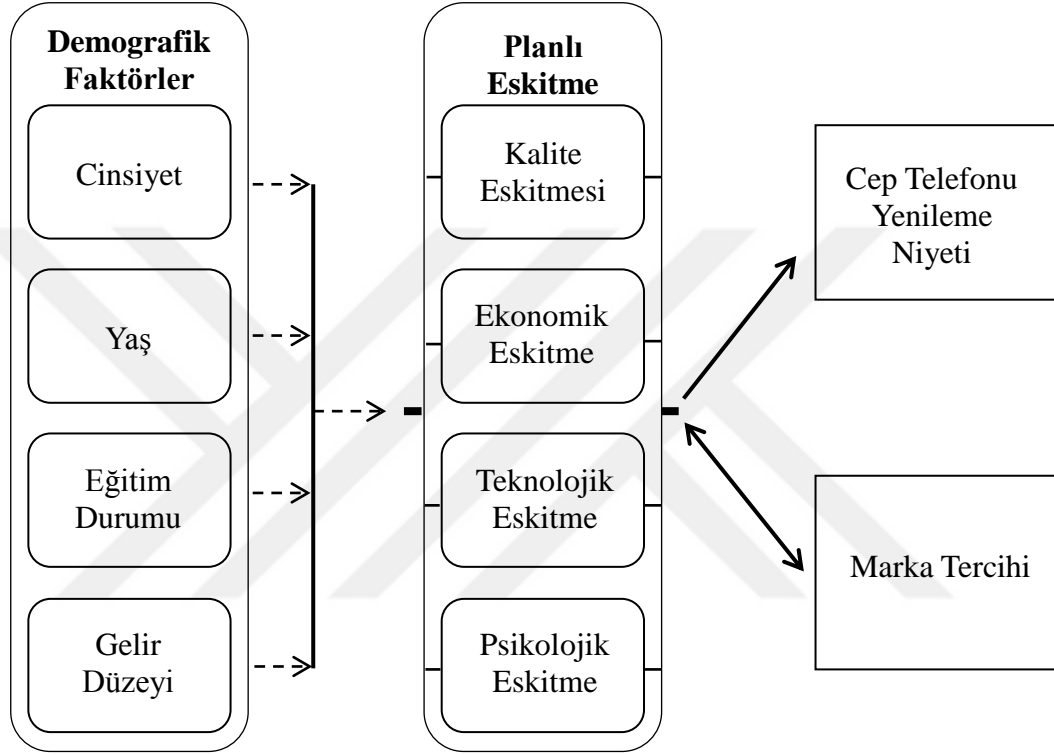 Demografik
Faktörler
Cinsiyet
Yaş
Eğitim
Durumu
Gelir
Düzeyi
Planlı
Eskitme
Kalite
Eskitmesi
Ekonomik
Eskitme
Teknolojik
Eskitme
Psikolojik
Eskitme
Cep Telefonu
Yenileme
Niyeti
Marka Tercihi